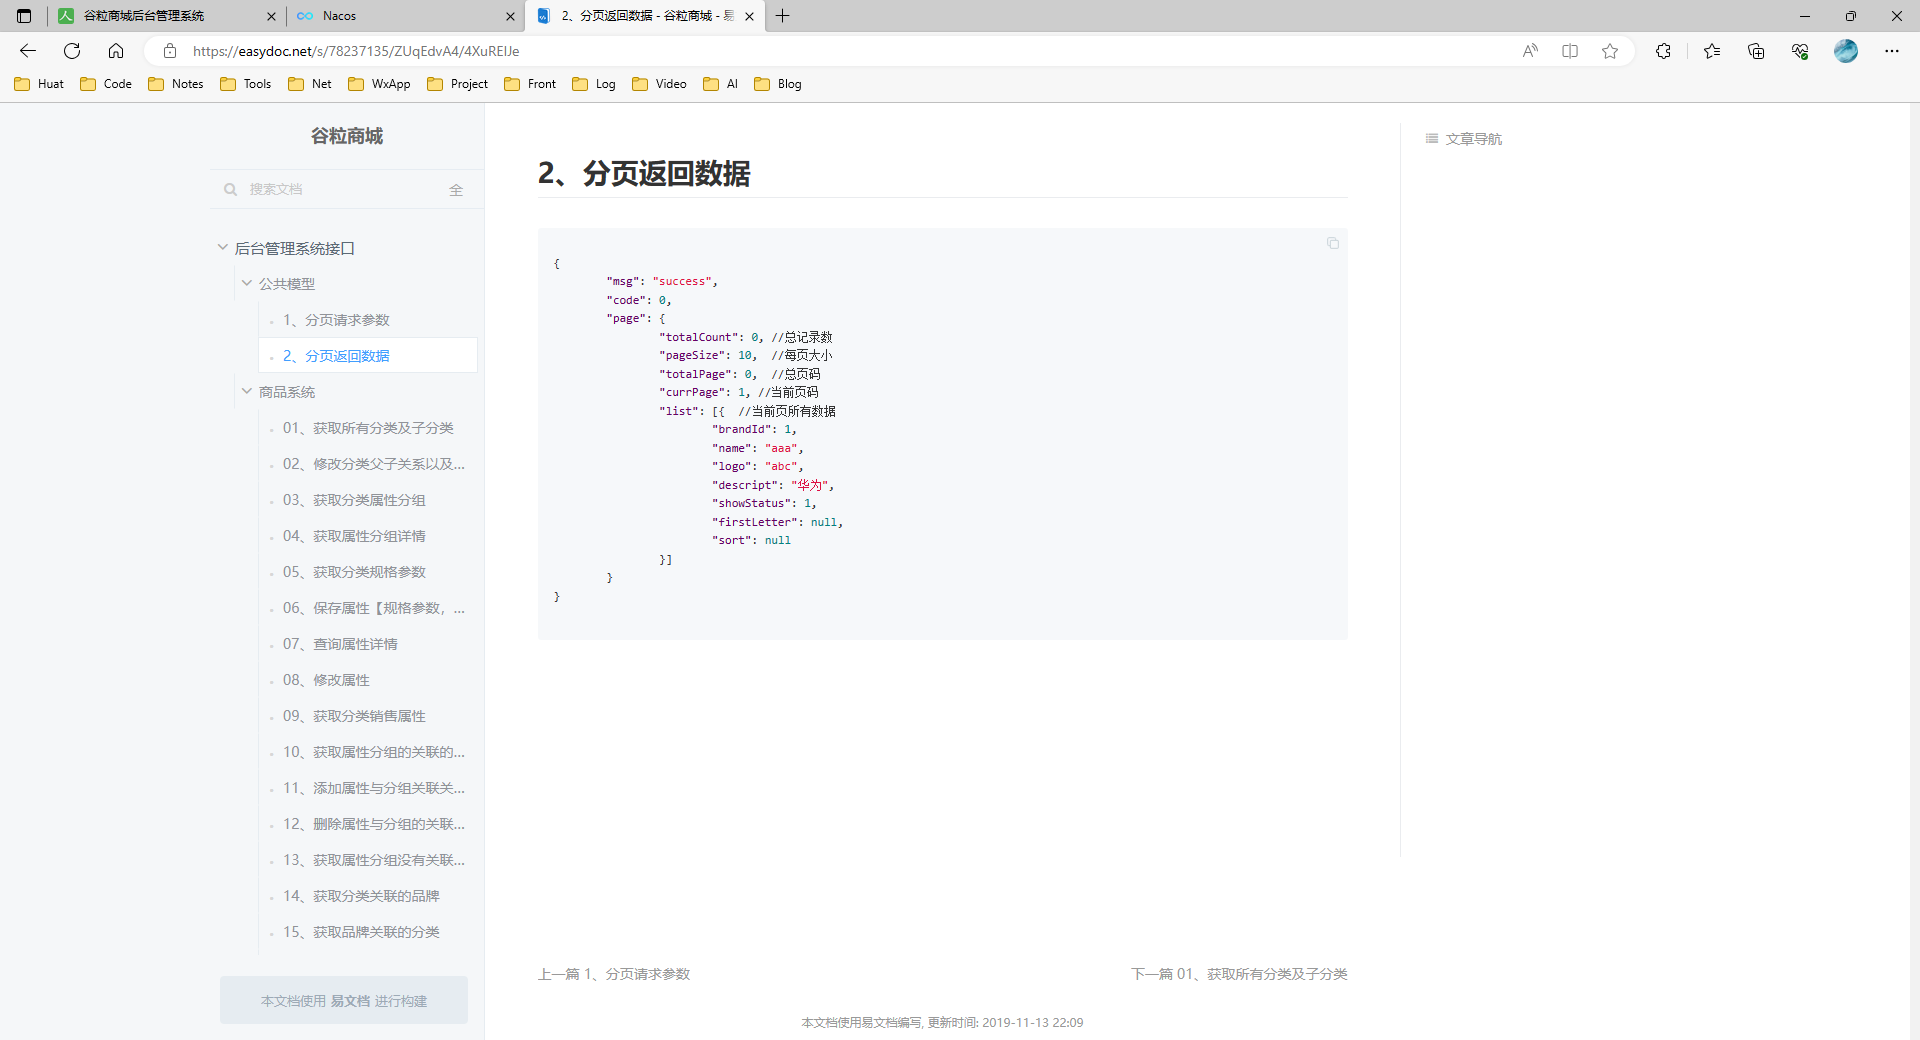 谷粒商城后台管理系统
Nacos
2、分页返回数据 - 谷粒商城 - 易
https://easydoc.net/s/78237135/ZUqEdvA4/4XuREIJe
Huat
Code
Notes
Tools
Net
WxApp
Project
Front
Log
Video
AI
Blog
谷粒商城
搜索文档
全
后台管理系统接口
公共模型
1、分页请求参数
2、分页返回数据
商品系统
01、获取所有分类及子分类
02、修改分类父子关系以及...
03、获取分类属性分组
04、获取属性分组详情
05、获取分类规格参数
06、保存属性【规格参数，...
07、查询属性详情
08、修改属性
09、获取分类销售属性
10、获取属性分组的关联的...
11、添加属性与分组关联关...
12、删除属性与分组的关联...
13、获取属性分组没有关联...
14、获取分类关联的品牌
15、获取品牌关联的分类
本文档使用 易文档 进行构建
2、分页返回数据
{
"msg": "success",
"code": 0,
"page": {
"totalCount": 0, //总记录数
"pageSize": 10,  //每页大小
"totalPage": 0,  //总页码
"currPage": 1, //当前页码
"list": [{  //当前页所有数据
"brandId": 1,
"name": "aaa",
"logo": "abc",
"descript": "华为",
"showStatus": 1,
"firstLetter": null,
"sort": null
}]
}
}
上一篇 1、分页请求参数
下一篇 01、获取所有分类及子分类
本文档使用易文档编写, 更新时间: 2019-11-13 22:09
文章导航